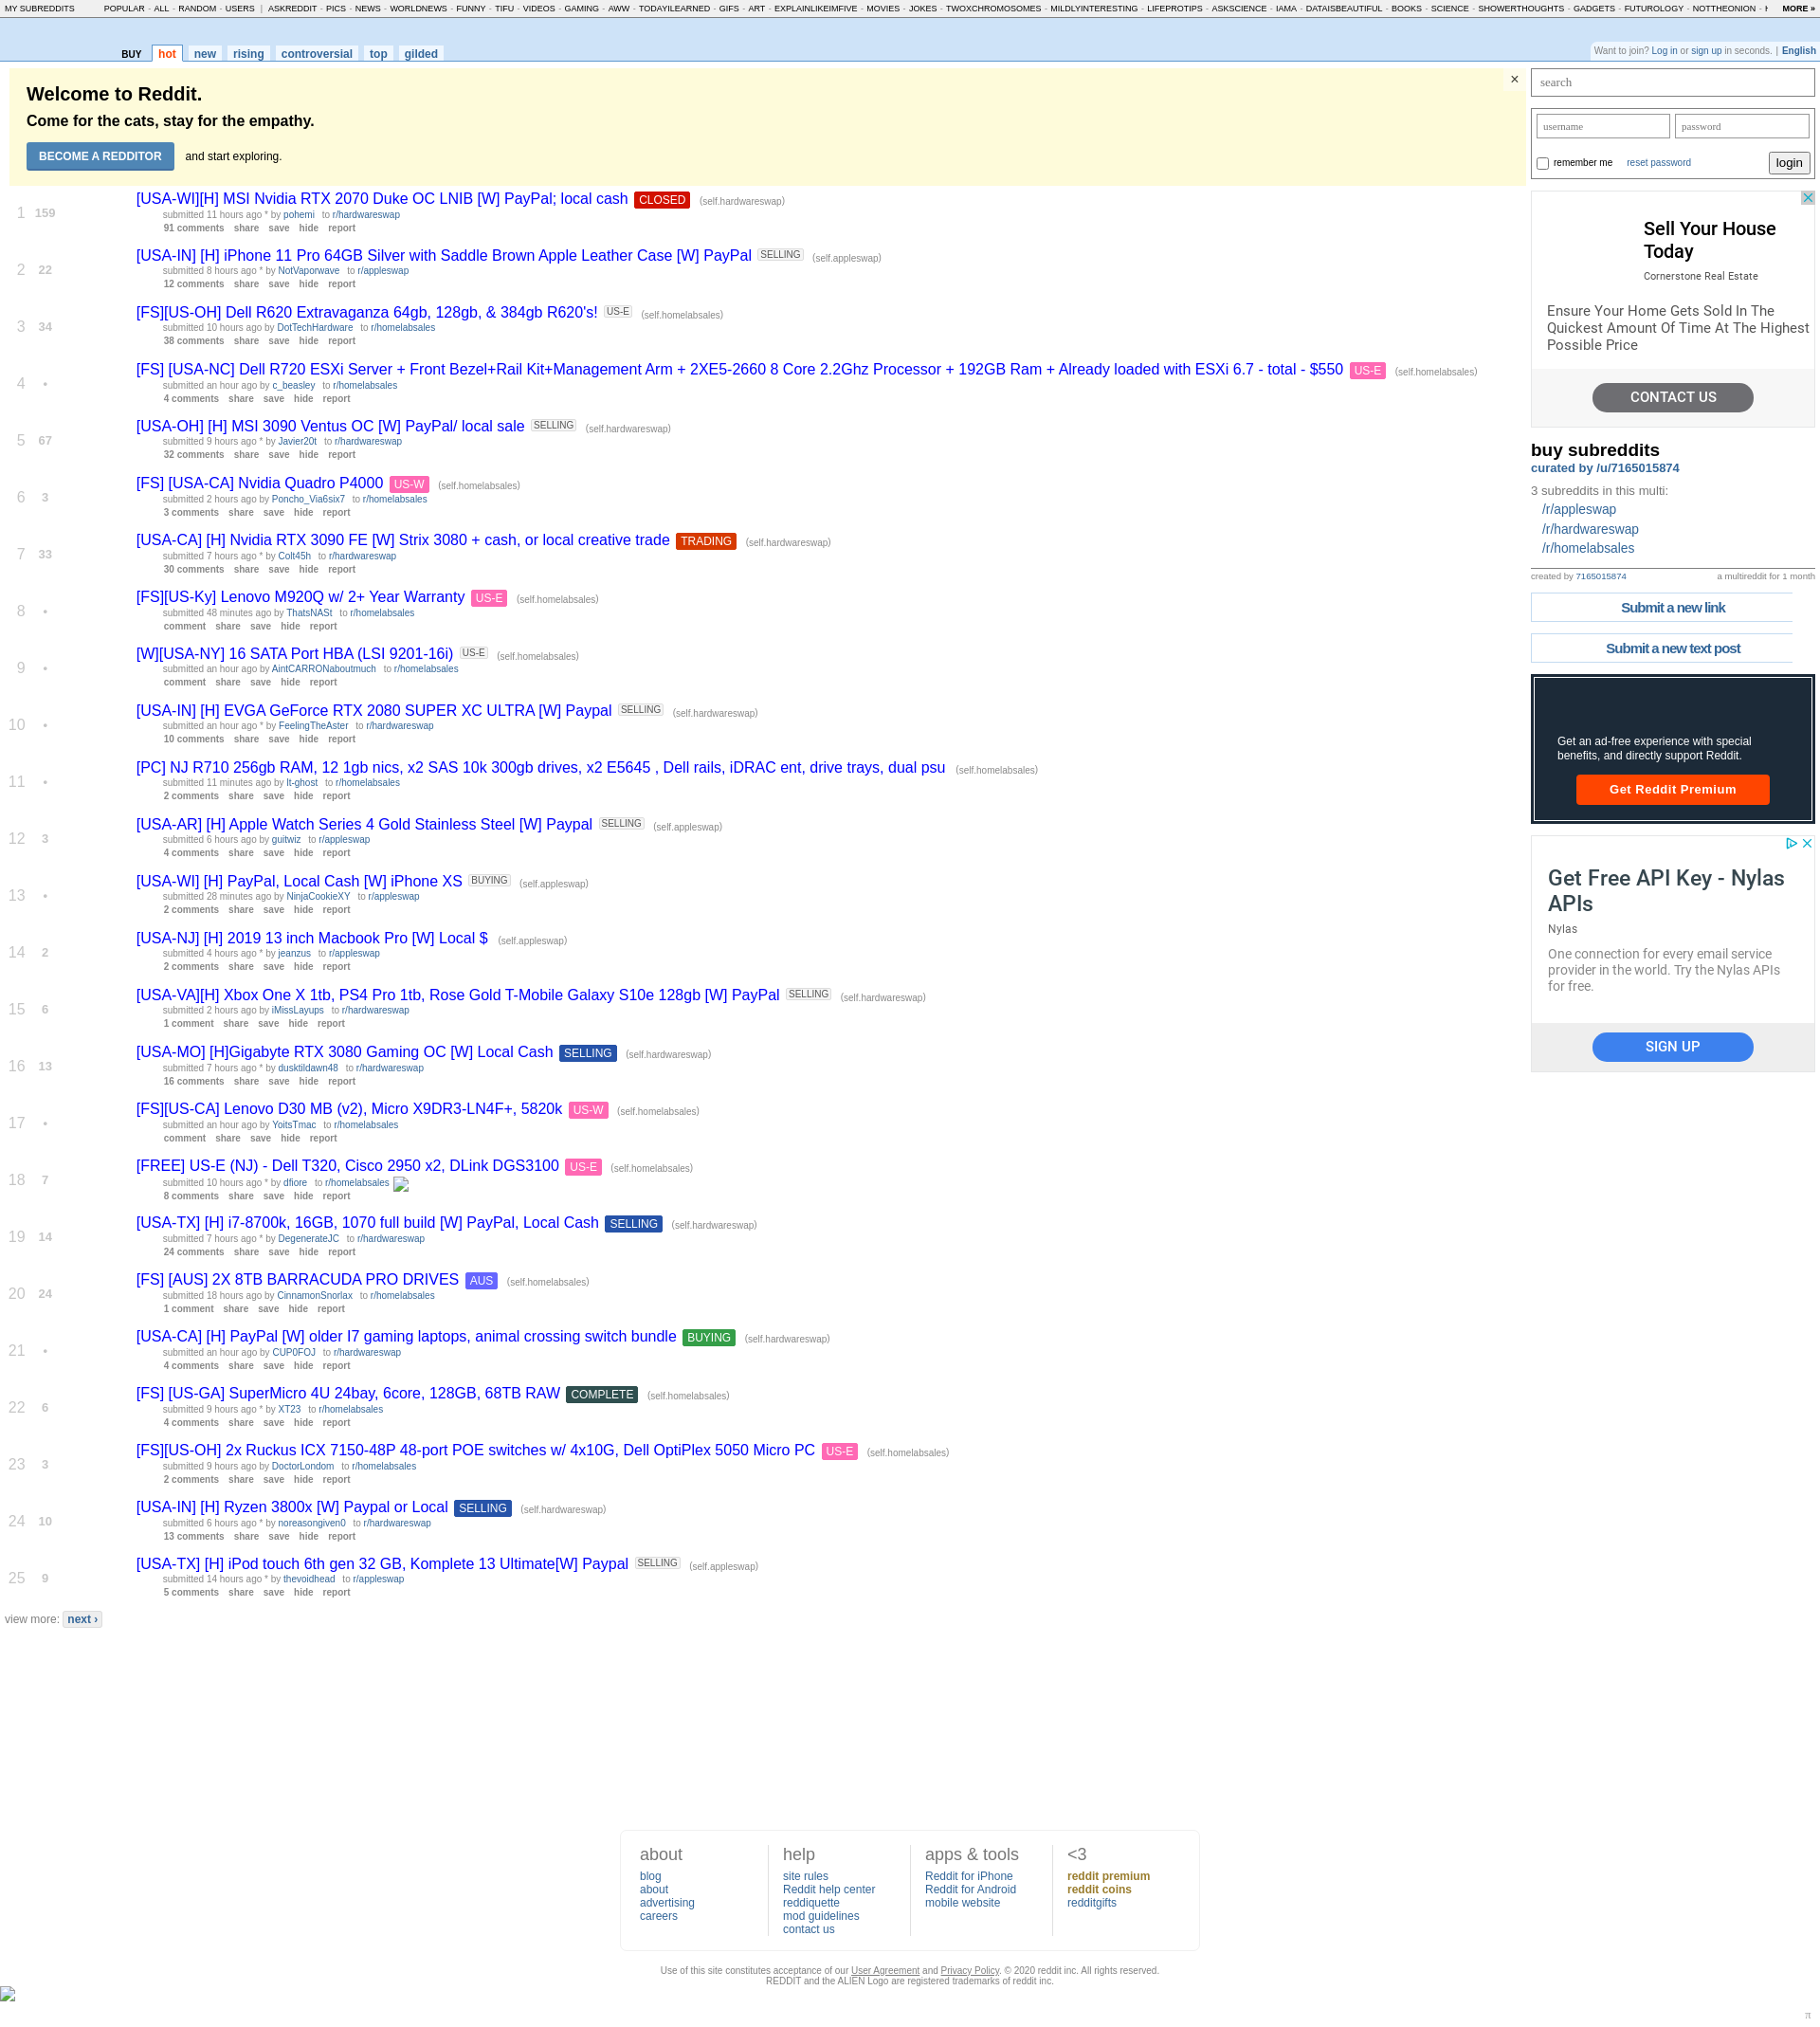 MY SUBREDDITS POPULAR - ALL - RANDOM - USERS | ASKREDDIT - PICS - NEWS - WORLDNEWS - FUNNY - TIFU - VIDEOS - GAMING - AWW - TODAYILEARNED - GIFS - ART - EXPLAINLIKEIMFIVE - MOVIES - JOKES - TWOXCHROMOSOMES - MILDLYINTERESTING - LIFEPROTIPS - ASKSCIENCE - IAMA - DATAISBEAUTIFUL - BOOKS - SCIENCE - SHOWERTHOUGHTS - GADGETS - FUTUROLOGY - NOTTHEONION - MORE »
BUY hot new rising controversial top gilded
Want to join? Log in or sign up in seconds. | English
Welcome to Reddit.
Come for the cats, stay for the empathy.
BECOME A REDDITOR and start exploring.
×
1 159 [USA-WI][H] MSI Nvidia RTX 2070 Duke OC LNIB [W] PayPal; local cash CLOSED (self.hardwareswap)
submitted 11 hours ago * by pohemi to r/hardwareswap
91 comments share save hide report
2 22 [USA-IN] [H] iPhone 11 Pro 64GB Silver with Saddle Brown Apple Leather Case [W] PayPal SELLING (self.appleswap)
submitted 8 hours ago * by NotVaporwave to r/appleswap
12 comments share save hide report
3 34 [FS][US-OH] Dell R620 Extravaganza 64gb, 128gb, & 384gb R620's! US-E (self.homelabsales)
submitted 10 hours ago by DotTechHardware to r/homelabsales
38 comments share save hide report
4 • [FS] [USA-NC] Dell R720 ESXi Server + Front Bezel+Rail Kit+Management Arm + 2XE5-2660 8 Core 2.2Ghz Processor + 192GB Ram + Already loaded with ESXi 6.7 - total - $550 US-E (self.homelabsales)
submitted an hour ago by c_beasley to r/homelabsales
4 comments share save hide report
5 67 [USA-OH] [H] MSI 3090 Ventus OC [W] PayPal/ local sale SELLING (self.hardwareswap)
submitted 9 hours ago * by Javier20t to r/hardwareswap
32 comments share save hide report
6 3 [FS] [USA-CA] Nvidia Quadro P4000 US-W (self.homelabsales)
submitted 2 hours ago by Poncho_Via6six7 to r/homelabsales
3 comments share save hide report
7 33 [USA-CA] [H] Nvidia RTX 3090 FE [W] Strix 3080 + cash, or local creative trade TRADING (self.hardwareswap)
submitted 7 hours ago * by Colt45h to r/hardwareswap
30 comments share save hide report
8 • [FS][US-Ky] Lenovo M920Q w/ 2+ Year Warranty US-E (self.homelabsales)
submitted 48 minutes ago by ThatsNASt to r/homelabsales
comment share save hide report
9 • [W][USA-NY] 16 SATA Port HBA (LSI 9201-16i) US-E (self.homelabsales)
submitted an hour ago by AintCARRONaboutmuch to r/homelabsales
comment share save hide report
10 • [USA-IN] [H] EVGA GeForce RTX 2080 SUPER XC ULTRA [W] Paypal SELLING (self.hardwareswap)
submitted an hour ago * by FeelingTheAster to r/hardwareswap
10 comments share save hide report
11 • [PC] NJ R710 256gb RAM, 12 1gb nics, x2 SAS 10k 300gb drives, x2 E5645 , Dell rails, iDRAC ent, drive trays, dual psu (self.homelabsales)
submitted 11 minutes ago by lt-ghost to r/homelabsales
2 comments share save hide report
12 3 [USA-AR] [H] Apple Watch Series 4 Gold Stainless Steel [W] Paypal SELLING (self.appleswap)
submitted 6 hours ago by guitwiz to r/appleswap
4 comments share save hide report
13 • [USA-WI] [H] PayPal, Local Cash [W] iPhone XS BUYING (self.appleswap)
submitted 28 minutes ago by NinjaCookieXY to r/appleswap
2 comments share save hide report
14 2 [USA-NJ] [H] 2019 13 inch Macbook Pro [W] Local $ (self.appleswap)
submitted 4 hours ago * by jeanzus to r/appleswap
2 comments share save hide report
15 6 [USA-VA][H] Xbox One X 1tb, PS4 Pro 1tb, Rose Gold T-Mobile Galaxy S10e 128gb [W] PayPal SELLING (self.hardwareswap)
submitted 2 hours ago by iMissLayups to r/hardwareswap
1 comment share save hide report
16 13 [USA-MO] [H]Gigabyte RTX 3080 Gaming OC [W] Local Cash SELLING (self.hardwareswap)
submitted 7 hours ago * by dusktildawn48 to r/hardwareswap
16 comments share save hide report
17 • [FS][US-CA] Lenovo D30 MB (v2), Micro X9DR3-LN4F+, 5820k US-W (self.homelabsales)
submitted an hour ago by YoitsTmac to r/homelabsales
comment share save hide report
18 7 [FREE] US-E (NJ) - Dell T320, Cisco 2950 x2, DLink DGS3100 US-E (self.homelabsales)
submitted 10 hours ago * by dfiore to r/homelabsales
8 comments share save hide report
19 14 [USA-TX] [H] i7-8700k, 16GB, 1070 full build [W] PayPal, Local Cash SELLING (self.hardwareswap)
submitted 7 hours ago * by DegenerateJC to r/hardwareswap
24 comments share save hide report
20 24 [FS] [AUS] 2X 8TB BARRACUDA PRO DRIVES AUS (self.homelabsales)
submitted 18 hours ago by CinnamonSnorlax to r/homelabsales
1 comment share save hide report
21 • [USA-CA] [H] PayPal [W] older I7 gaming laptops, animal crossing switch bundle BUYING (self.hardwareswap)
submitted an hour ago by CUP0FOJ to r/hardwareswap
4 comments share save hide report
22 6 [FS] [US-GA] SuperMicro 4U 24bay, 6core, 128GB, 68TB RAW COMPLETE (self.homelabsales)
submitted 9 hours ago by XT23 to r/homelabsales
4 comments share save hide report
23 3 [FS][US-OH] 2x Ruckus ICX 7150-48P 48-port POE switches w/ 4x10G, Dell OptiPlex 5050 Micro PC US-E (self.homelabsales)
submitted 9 hours ago by DoctorLondom to r/homelabsales
2 comments share save hide report
24 10 [USA-IN] [H] Ryzen 3800x [W] Paypal or Local SELLING (self.hardwareswap)
submitted 6 hours ago * by noreasongiven0 to r/hardwareswap
13 comments share save hide report
25 9 [USA-TX] [H] iPod touch 6th gen 32 GB, Komplete 13 Ultimate[W] Paypal SELLING (self.appleswap)
submitted 14 hours ago * by thevoidhead to r/appleswap
5 comments share save hide report
view more: next ›
search
username password
remember me reset password login
Sell Your House
Today
Cornerstone Real Estate
Ensure Your Home Gets Sold In The
Quickest Amount Of Time At The Highest
Possible Price
CONTACT US
buy subreddits
curated by /u/7165015874
3 subreddits in this multi:
/r/appleswap
/r/hardwareswap
/r/homelabsales
created by 7165015874 a multireddit for 1 month
Submit a new link
Submit a new text post
Get an ad-free experience with special
benefits, and directly support Reddit.
Get Reddit Premium
Get Free API Key - Nylas
APIs
Nylas
One connection for every email service
provider in the world. Try the Nylas APIs
for free.
SIGN UP
about
blog
about
advertising
careers
help
site rules
Reddit help center
reddiquette
mod guidelines
contact us
apps & tools
Reddit for iPhone
Reddit for Android
mobile website
<3
reddit premium
reddit coins
redditgifts
Use of this site constitutes acceptance of our User Agreement and Privacy Policy. © 2020 reddit inc. All rights reserved.
REDDIT and the ALIEN Logo are registered trademarks of reddit inc.
π